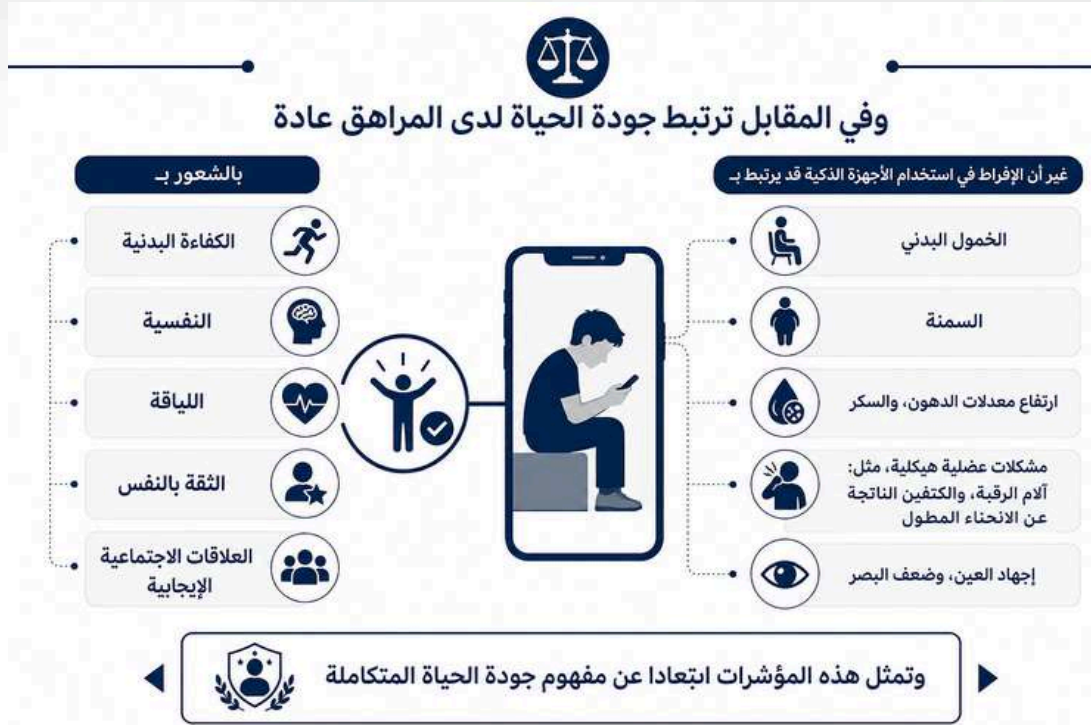 وفي المقابل ترتبط جودة الحياة لدى المراهق عادة
غير أن الإفراط في استخدام الأجهزة الذكية قد يرتبط بـ
الخمول البدني
السمنة
ارتفاع معدلات الدهون، والسكر
مشكلات عضلية هيكلية، مثل:
آلام الرقبة، والكتفين الناتجة
عن الانحناء المطول
إجهاد العين، وضعف البصر
بالشعور بـ
الكفاءة البدنية
النفسية
اللياقة
الثقة بالنفس
العلاقات الاجتماعية
الإيجابية
وتمثل هذه المؤشرات ابتعادا عن مفهوم جودة الحياة المتكاملة